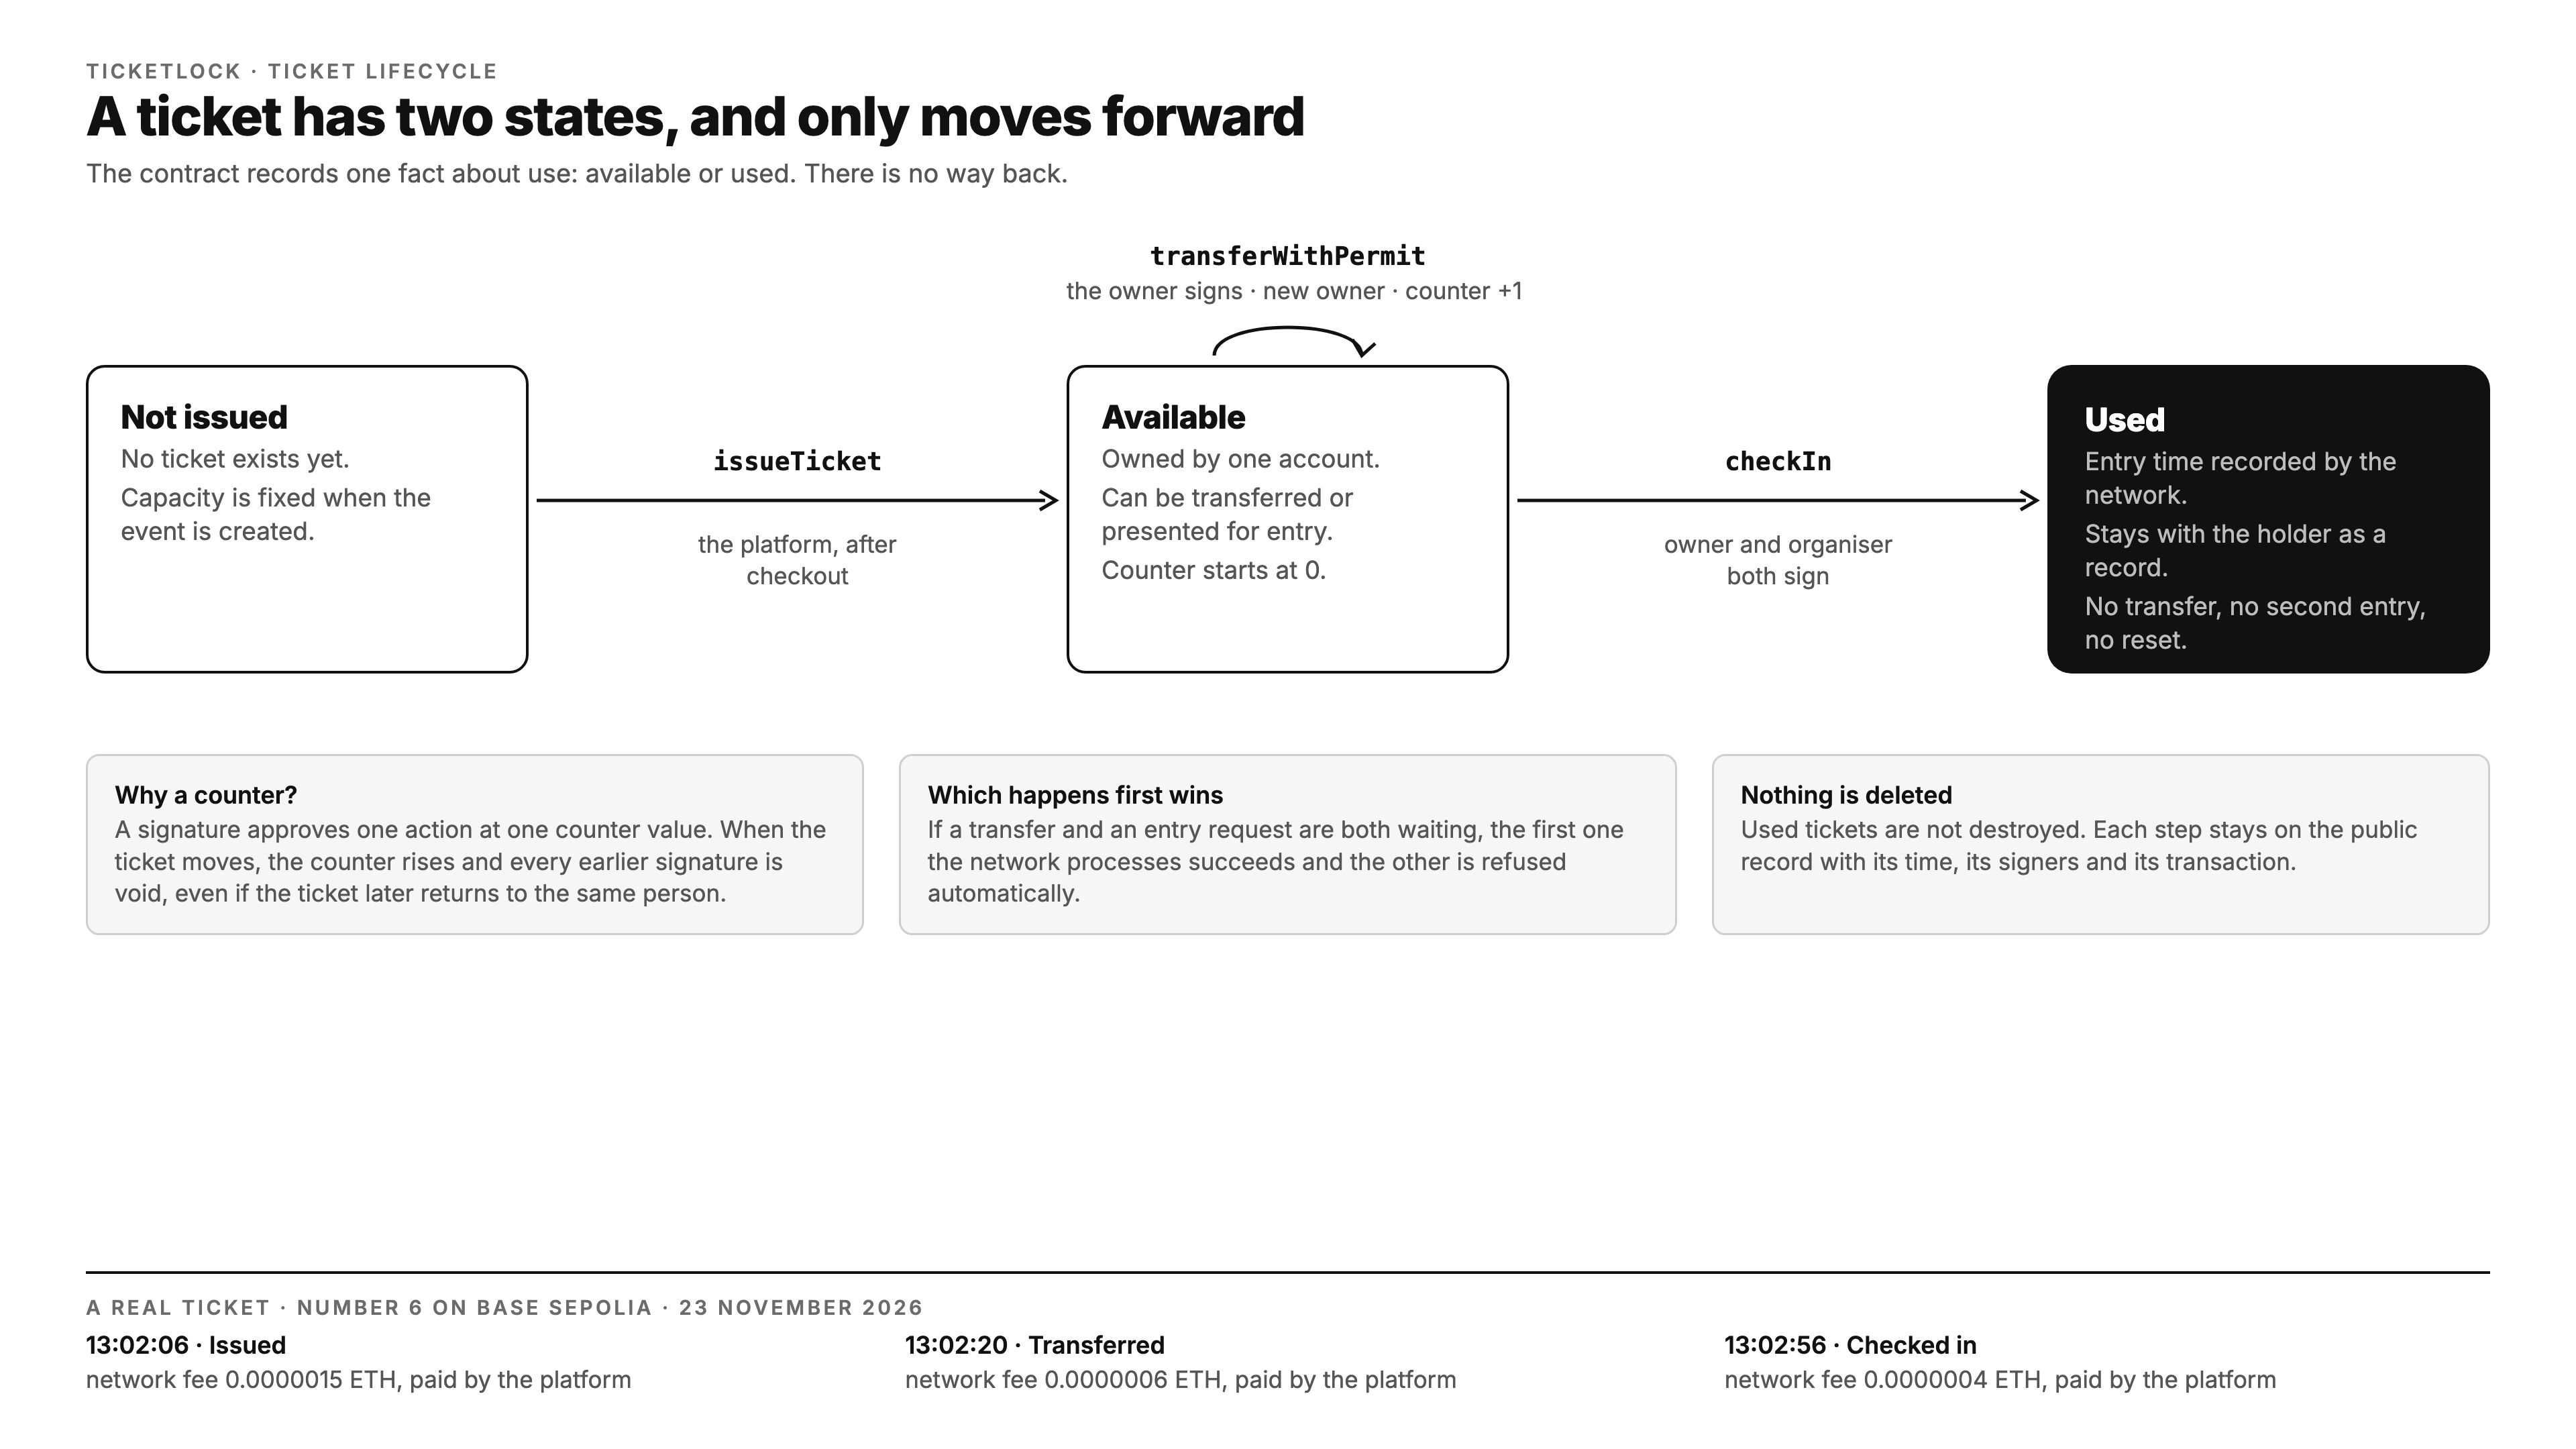 TICKETLOCK · TICKET LIFECYCLE
A ticket has two states, and only moves forward
The contract records one fact about use: available or used. There is no way back.
transferWithPermit
the owner signs · new owner · counter +1
Not issued
No ticket exists yet.
Capacity is fixed when the
event is created.
issueTicket
the platform, after
checkout
Available
Owned by one account.
Can be transferred or
presented for entry.
Counter starts at 0.
checkIn
owner and organiser
both sign
Used
Entry time recorded by the
network.
Stays with the holder as a
record.
No transfer, no second entry,
no reset.
Why a counter?
A signature approves one action at one counter value. When the
ticket moves, the counter rises and every earlier signature is
void, even if the ticket later returns to the same person.
Which happens first wins
If a transfer and an entry request are both waiting, the first one
the network processes succeeds and the other is refused
automatically.
Nothing is deleted
Used tickets are not destroyed. Each step stays on the public
record with its time, its signers and its transaction.
A REAL TICKET · NUMBER 6 ON BASE SEPOLIA · 23 NOVEMBER 2026
13:02:06 · Issued
network fee 0.0000015 ETH, paid by the platform
13:02:20 · Transferred
network fee 0.0000006 ETH, paid by the platform
13:02:56 · Checked in
network fee 0.0000004 ETH, paid by the platform